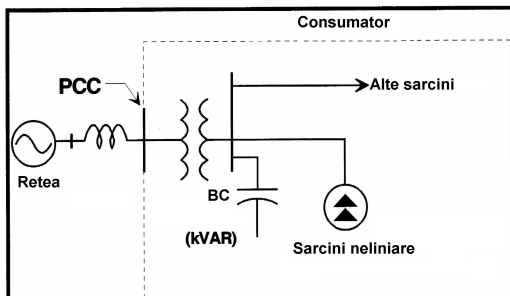 Consumator
PCC
Alte sarcini
Retea
BC
(kVAR)
Sarcini neliniare